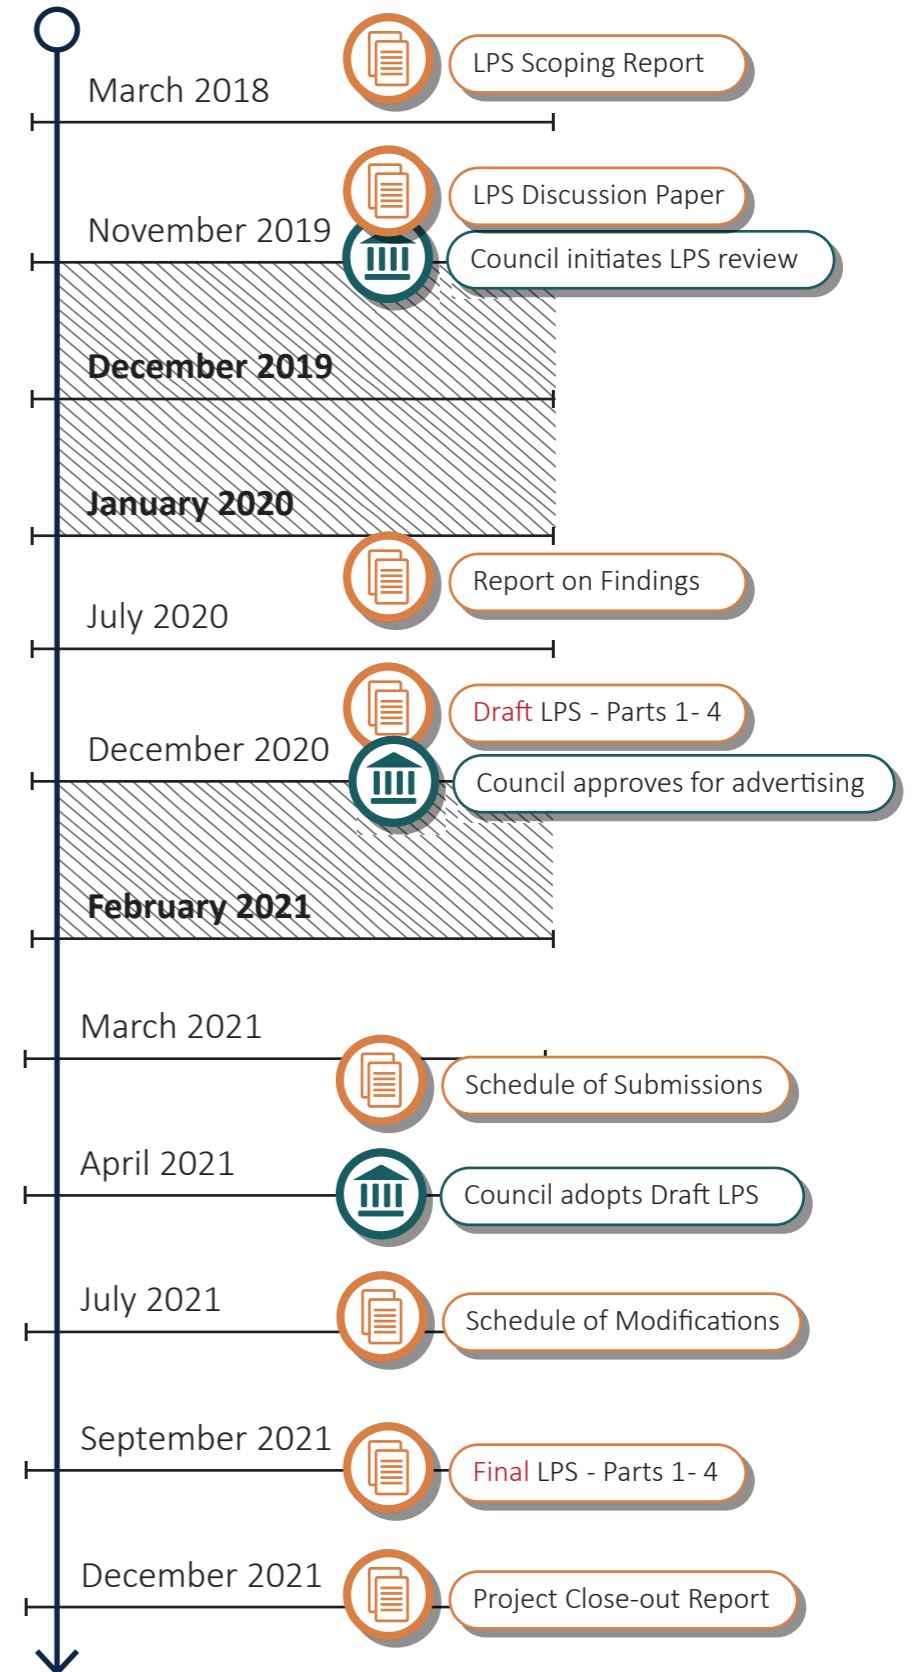 LPS Scoping Report
March 2018
LPS Discussion Paper
November 2019
Council initiates LPS review
December 2019
January 2020
Report on Findings
July 2020
Draft LPS - Parts 1- 4
December 2020
Council approves for advertising
February 2021
March 2021
Schedule of Submissions
April 2021
Council adopts Draft LPS
July 2021
Schedule of Modifications
September 2021
Final LPS - Parts 1- 4
December 2021
Project Close-out Report